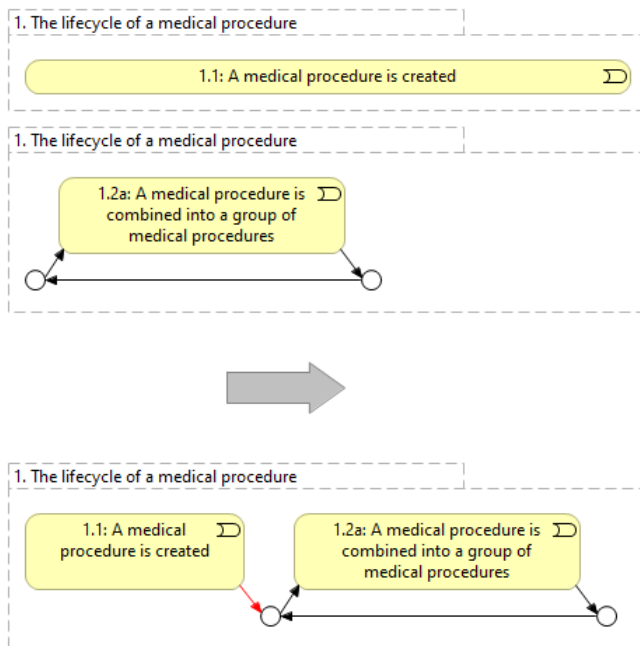 1. The lifecycle of a medical procedure
1.1: A medical procedure is created
1. The lifecycle of a medical procedure
1.2a: A medical procedure is
combined into a group of
medical procedures
1. The lifecycle of a medical procedure
1.1: A medical
procedure is created
1.2a: A medical procedure is
combined into a group of
medical procedures